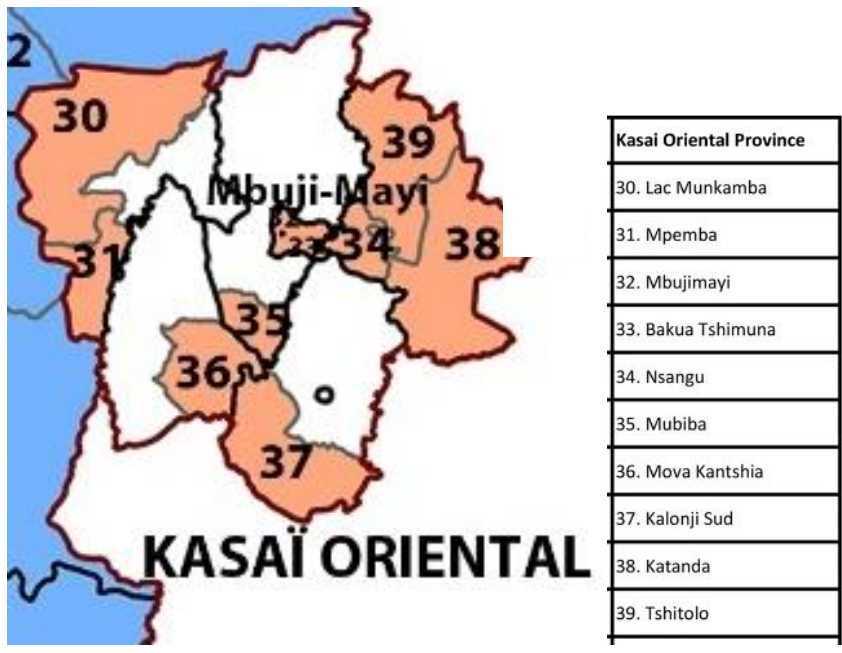 2
30
39
Mbuji-Mayi
31
34
38
35
36
37
KASAÏ ORIENTAL
Kasai Oriental Province
30. Lac Munkamba
31. Mpemba
32. Mbujimayi
33. Bakua Tshimuna
34. Nsangu
35. Mubiba
36. Mova Kantshia
37. Kalonji Sud
38. Katanda
39. Tshitolo